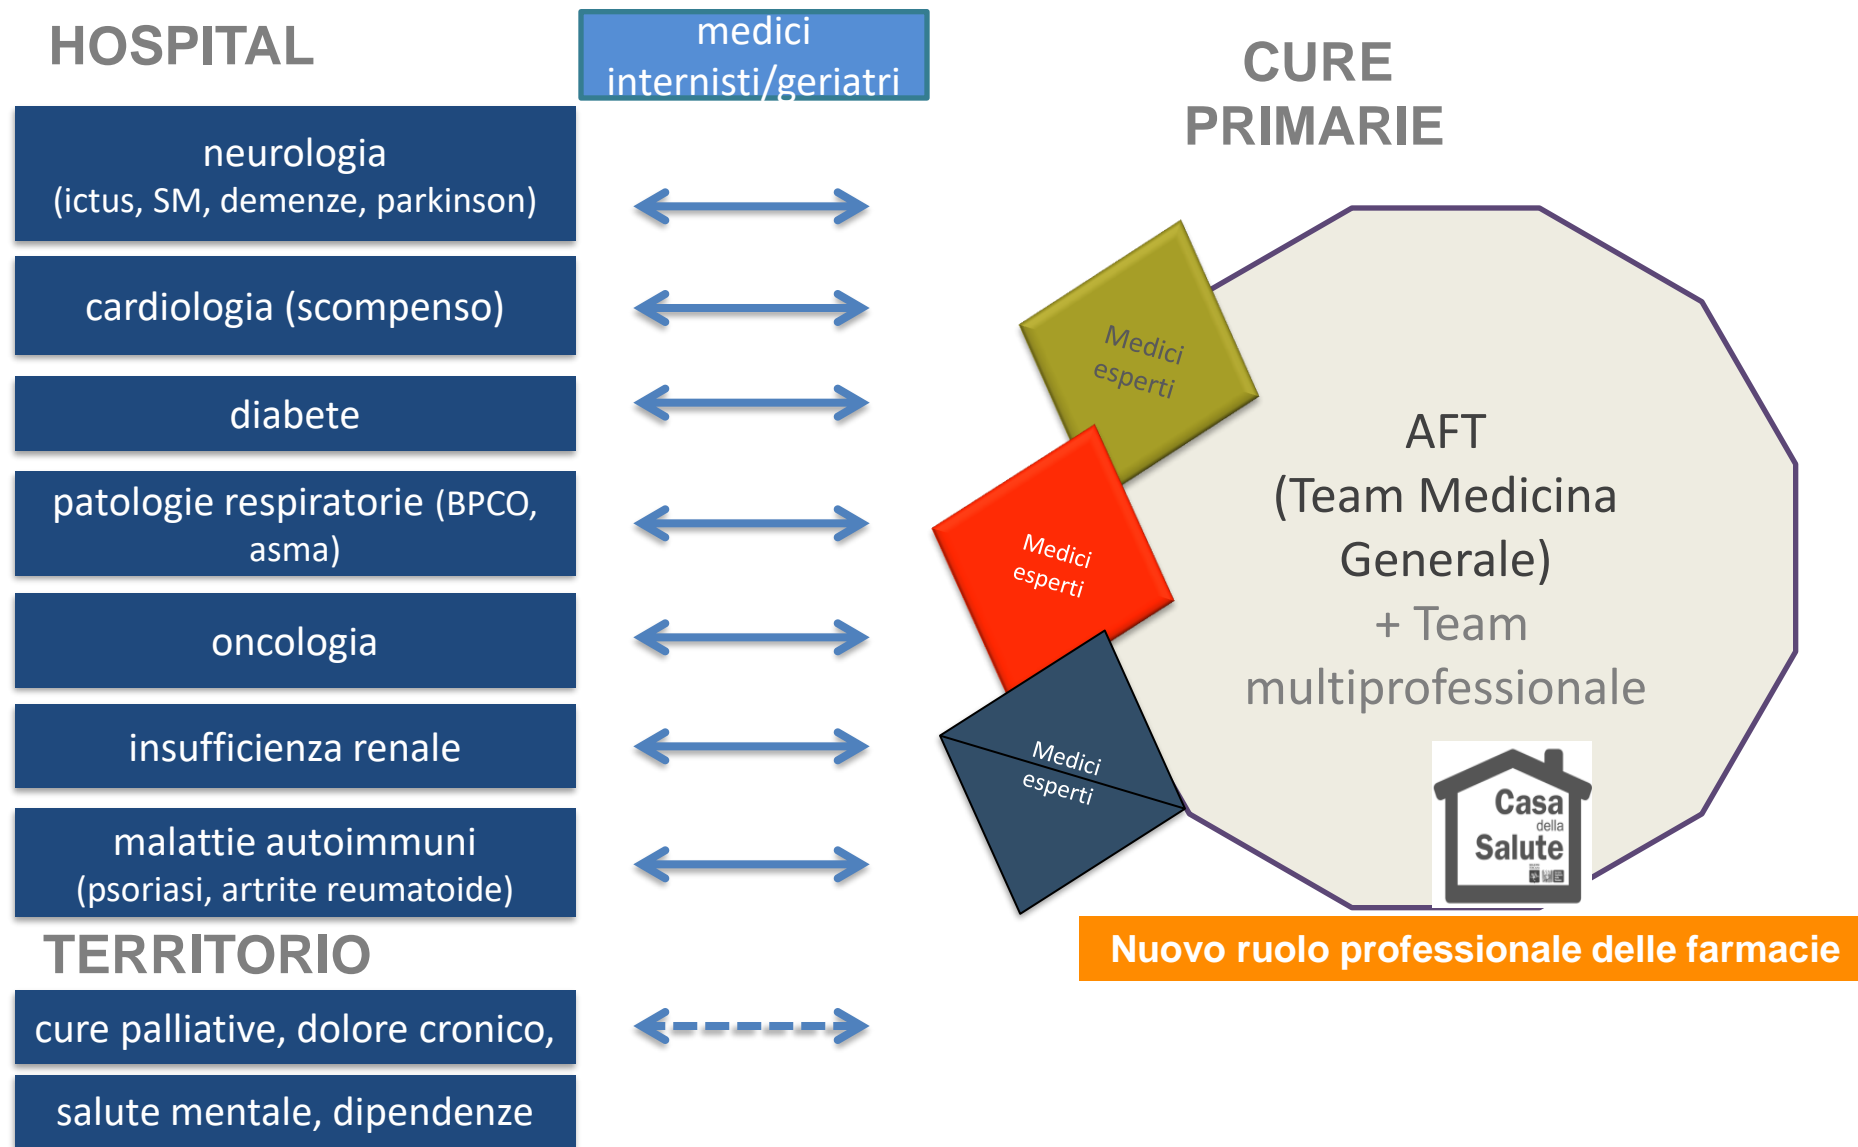 HOSPITAL
medici
internisti/geriatri
CURE
PRIMARIE
neurologia
(ictus, SM, demenze, parkinson)
cardiologia (scompenso)
diabete
patologie respiratorie (BPCO,
asma)
oncologia
insufficienza renale
malattie autoimmuni
(psoriasi, artrite reumatoide)
TERRITORIO
cure palliative, dolore cronico,
salute mentale, dipendenze
Medici
esperti
Medici
esperti
Medici
esperti
AFT
(Team Medicina
Generale)
+ Team
multiprofessionale
Casa
della
Salute
Nuovo ruolo professionale delle farmacie